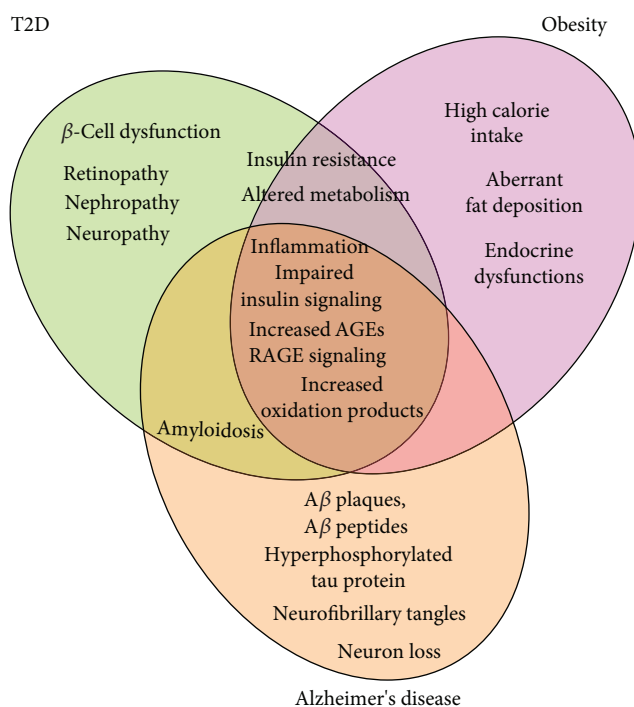 T2D
Obesity
β-Cell dysfunction
Retinopathy
Nephropathy
Neuropathy
Insulin resistance
Altered metabolism
High calorie
intake
Aberrant
fat deposition
Endocrine
dysfunctions
Inflammation
Impaired
insulin signaling
Increased AGEs
RAGE signaling
Increased
oxidation products
Amyloidosis
Aβ plaques,
Aβ peptides
Hyperphosphorylated
tau protein
Neurofibrillary tangles
Neuron loss
Alzheimer's disease